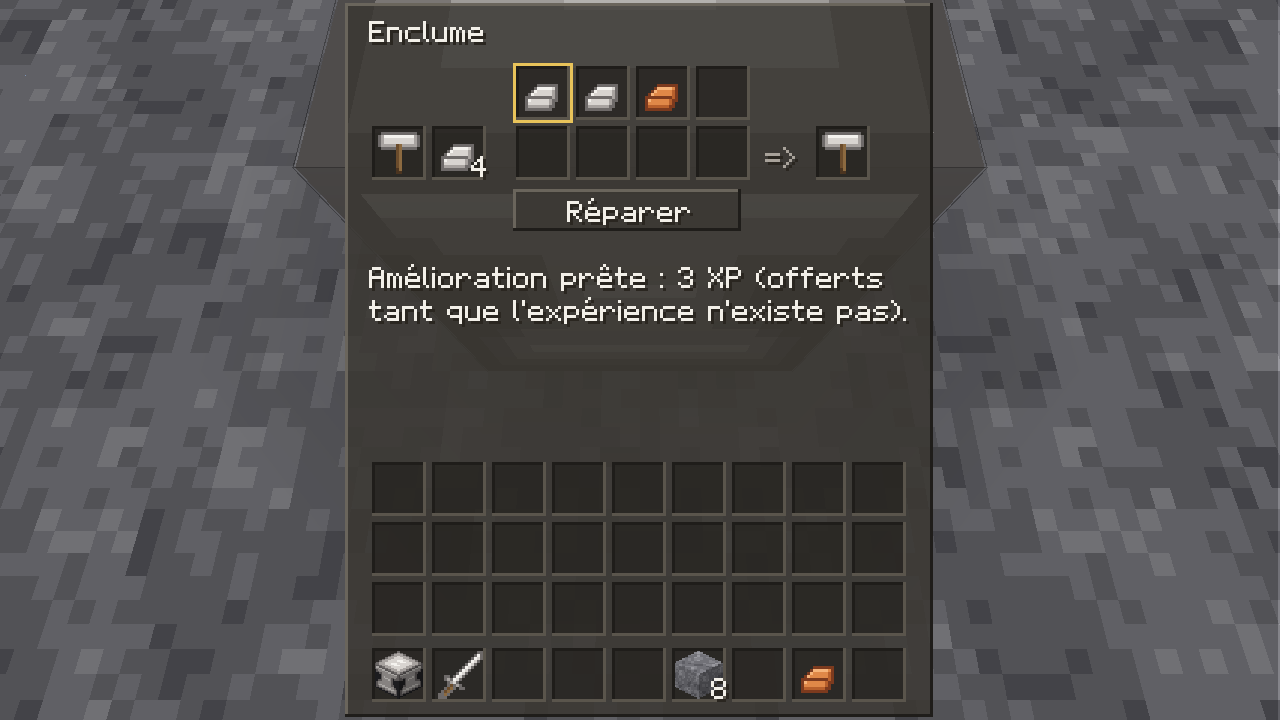 Enclume
4
Réparer
Amélioration prête : 3 XP (offerts
tant que l'expérience n'existe pas).
8